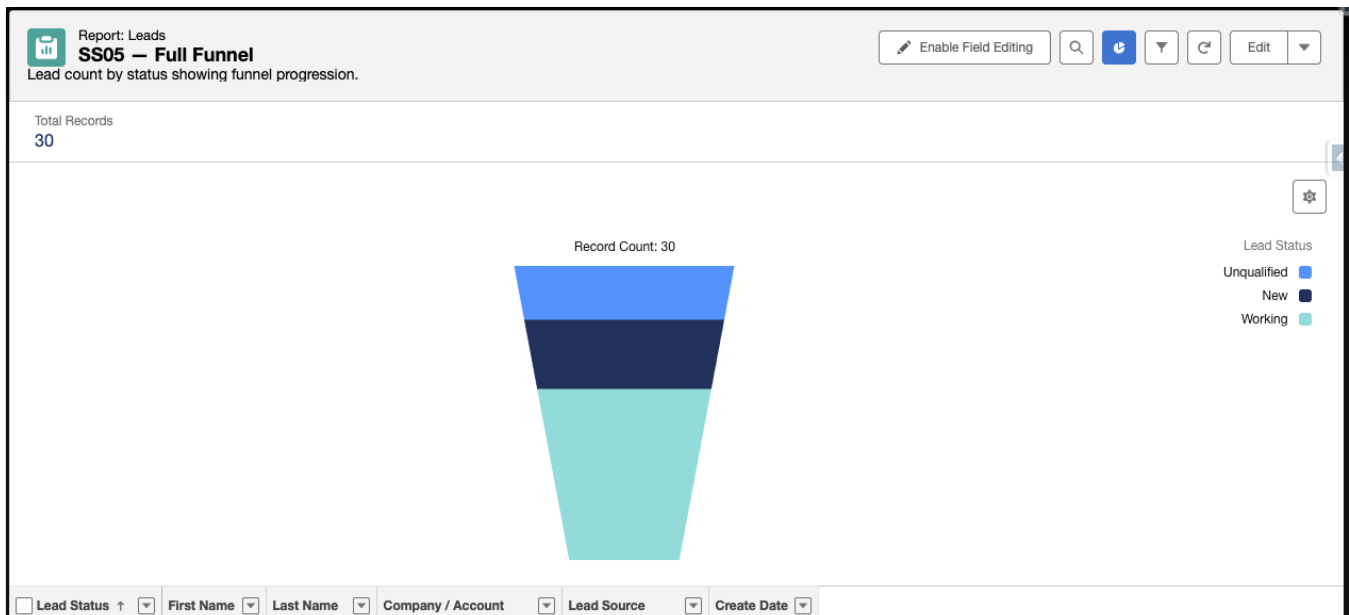 Report: Leads
SS05 — Full Funnel
Lead count by status showing funnel progression.
Enable Field Editing
Edit
Total Records
30
Record Count: 30
Lead Status
Unqualified
New
Working
Lead Status ↑ First Name Last Name Company / Account Lead Source Create Date